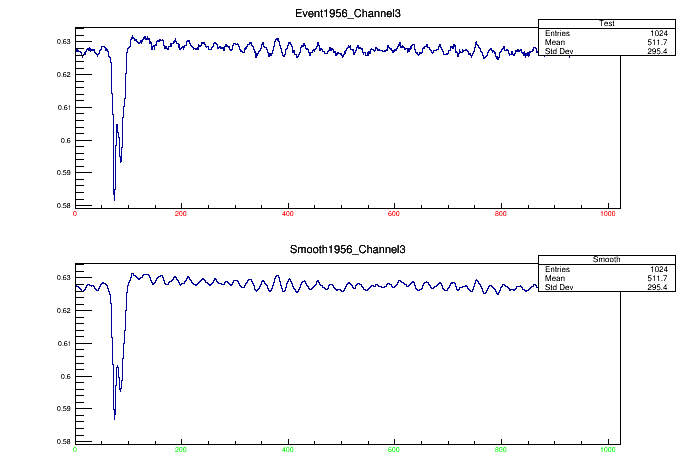 Event1956_Channel3
Test
Entries 1024
Mean 511.7
Std Dev 295.4
0.63
0.62
0.61
0.6
0.59
0.58
0 200 400 600 800 1000
Smooth1956_Channel3
Smooth
Entries 1024
Mean 511.7
Std Dev 295.4
0.63
0.62
0.61
0.6
0.59
0.58
0 200 400 600 800 1000